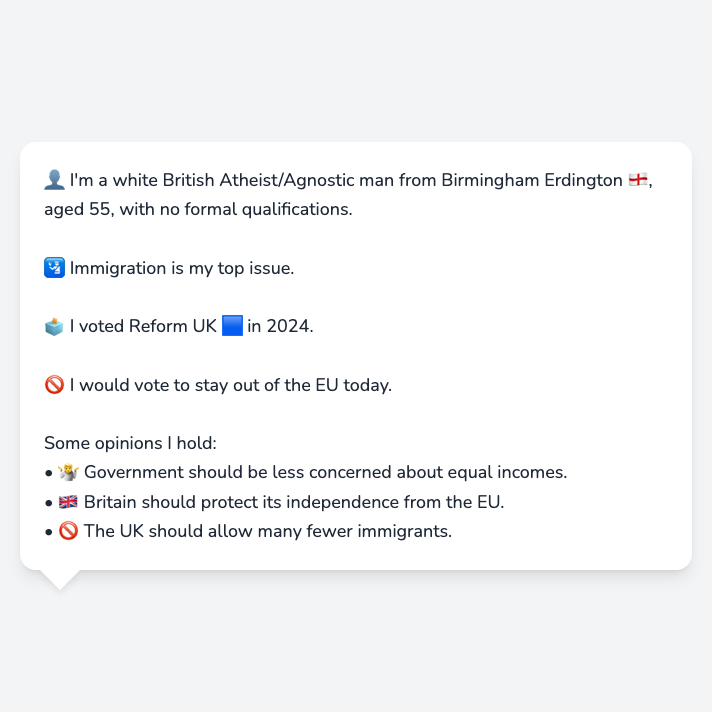 👤 I'm a white British Atheist/Agnostic man from Birmingham Erdington 🏴󠁧󠁢󠁥󠁮󠁧󠁿,
aged 55, with no formal qualifications.
🛂 Immigration is my top issue.
🗳️ I voted Reform UK 🟦 in 2024.
🚫 I would vote to stay out of the EU today.
Some opinions I hold:
• 🤷 Government should be less concerned about equal incomes.
• 🇬🇧 Britain should protect its independence from the EU.
• 🚫 The UK should allow many fewer immigrants.